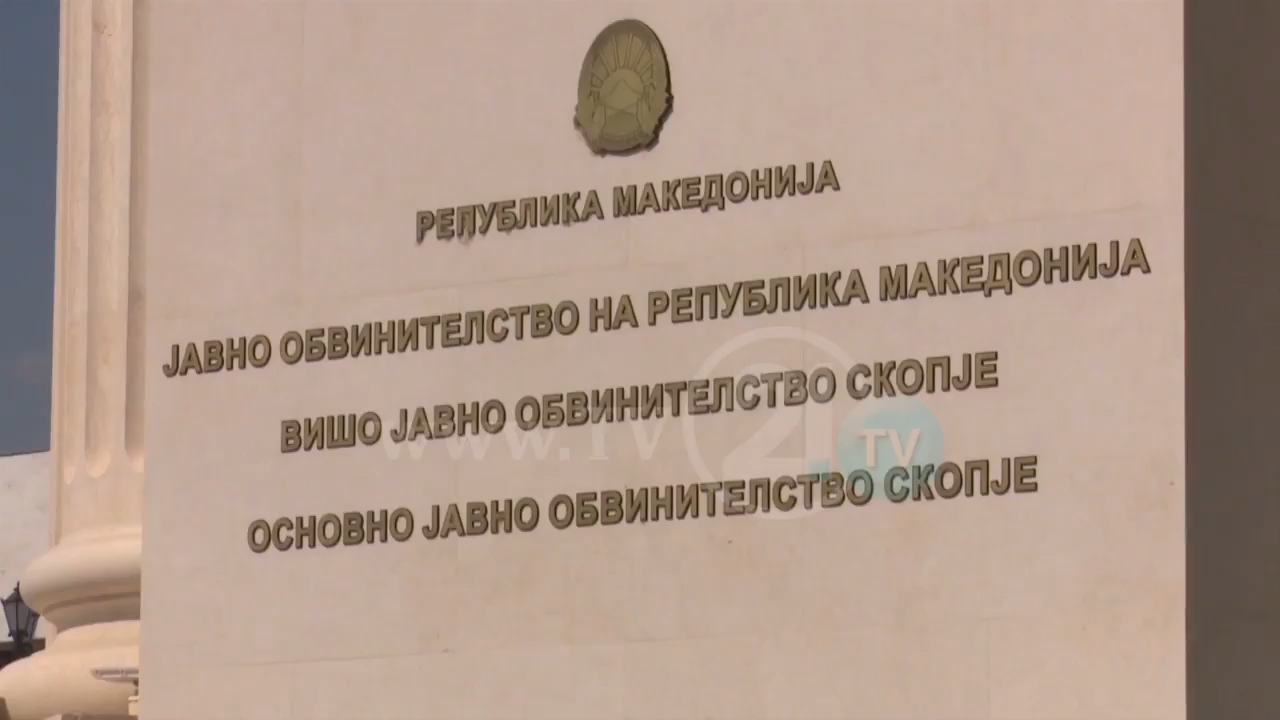 РЕПУБЛИКА МАКЕДОНИЈА
ЈАВНО ОБВИНИТЕЛСТВО НА РЕПУБЛИКА МАКЕДОНИЈА
ВИШО ЈАВНО ОБВИНИТЕЛСТВО СКОПЈЕ
www.TV21.TV
ОСНОВНО ЈАВНО ОБВИНИТЕЛСТВО СКОПЈЕ